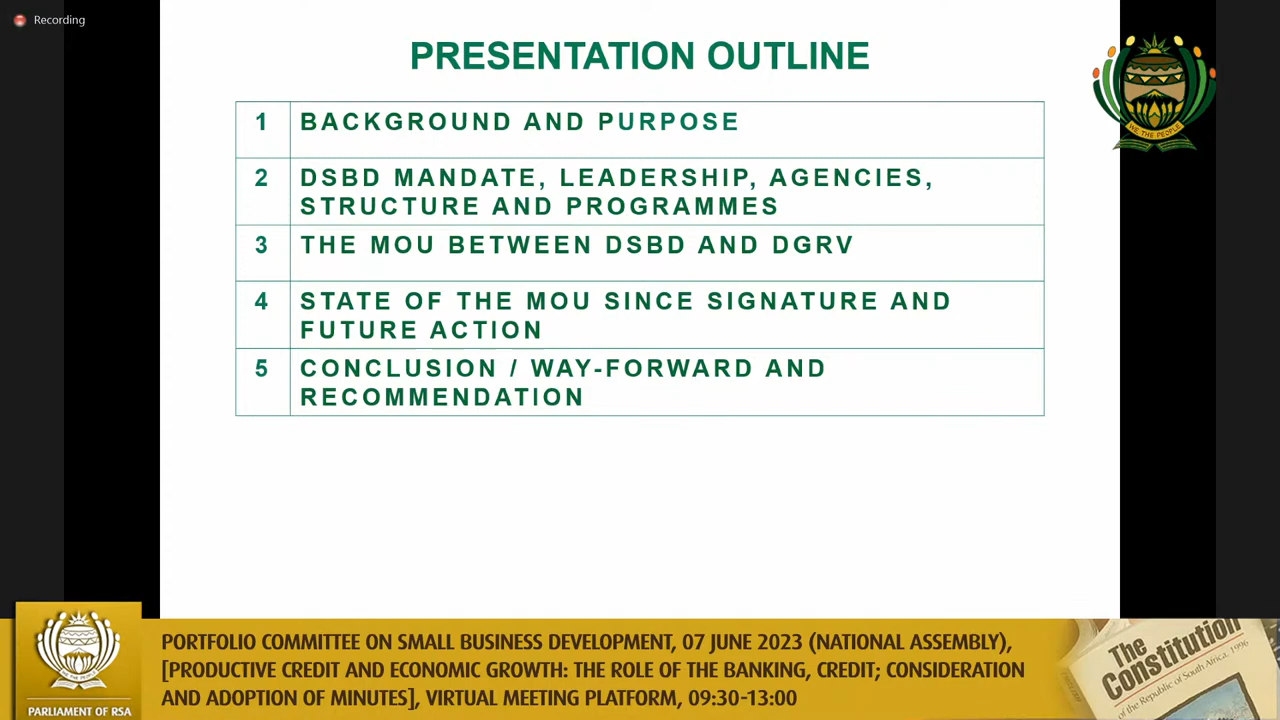 Recording
PRESENTATION OUTLINE
1 BACKGROUND AND PURPOSE
2 DSBD MANDATE, LEADERSHIP, AGENCIES,
STRUCTURE AND PROGRAMMES
3 THE MOU BETWEEN DSBD AND DGRV
4 STATE OF THE MOU SINCE SIGNATURE AND
FUTURE ACTION
5 CONCLUSION / WAY-FORWARD AND
RECOMMENDATION
WE, THE PEOPLE
PARLIAMENT OF RSA
PORTFOLIO COMMITTEE ON SMALL BUSINESS DEVELOPMENT, 07 JUNE 2023 (NATIONAL ASSEMBLY),
[PRODUCTIVE CREDIT AND ECONOMIC GROWTH: THE ROLE OF THE BANKING, CREDIT; CONSIDERATION
AND ADOPTION OF MINUTES], VIRTUAL MEETING PLATFORM, 09:30-13:00
The
Constitution
of the Republic of South Africa, 1996